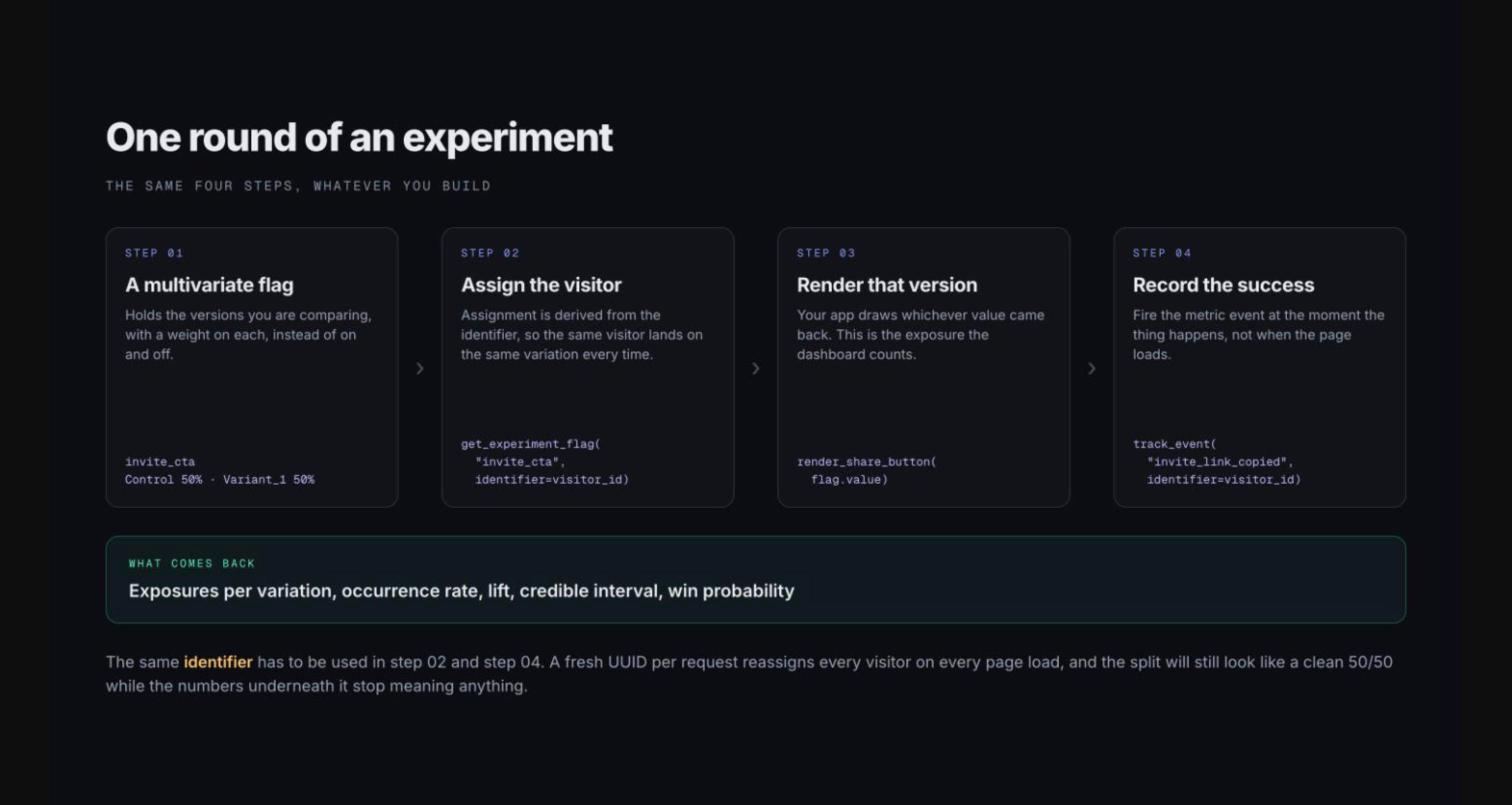 One round of an experiment
THE SAME FOUR STEPS, WHATEVER YOU BUILD
STEP 01
A multivariate flag
Holds the versions you are comparing,
with a weight on each, instead of on
and off.
invite_cta
Control 50% · Variant_1 50%
STEP 02
Assign the visitor
Assignment is derived from the
identifier, so the same visitor lands on
the same variation every time.
get_experiment_flag(
"invite_cta",
identifier=visitor_id)
STEP 03
Render that version
Your app draws whichever value came
back. This is the exposure the
dashboard counts.
render_share_button(
flag.value)
STEP 04
Record the success
Fire the metric event at the moment the
thing happens, not when the page
loads.
track_event(
"invite_link_copied",
identifier=visitor_id)
WHAT COMES BACK
Exposures per variation, occurrence rate, lift, credible interval, win probability
The same identifier has to be used in step 02 and step 04. A fresh UUID per request reassigns every visitor on every page load, and the split will still look like a clean 50/50
while the numbers underneath it stop meaning anything.